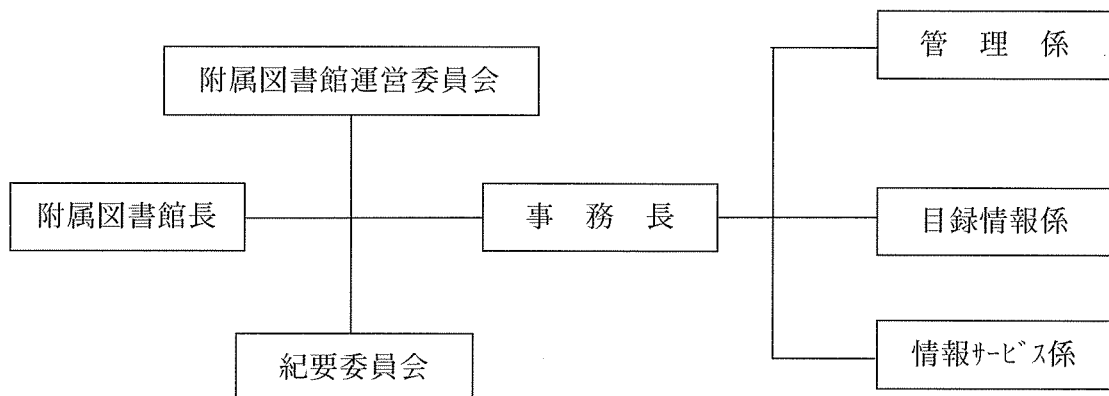 管理係
附属図書館運営委員会
附属図書館長
事務長
目録情報係
紀要委員会
情報ｻｰﾋﾞｽ係